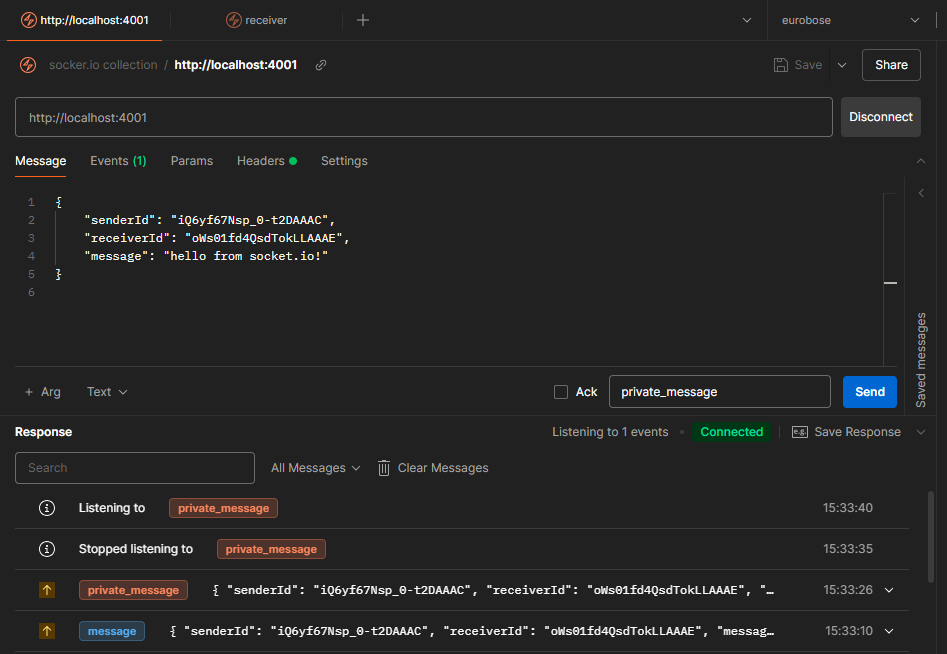 http://localhost:4001 receiver eurobose
socker.io collection / http://localhost:4001 Save Share
http://localhost:4001 Disconnect
Message Events (1) Params Headers Settings
1 {
2 "senderId": "iQ6yf67Nsp_0-t2DAAAC",
3 "receiverId": "oWs01fd4QsdTokLLAAAE",
4 "message": "hello from socket.io!"
5 }
6
Saved messages
+ Arg Text Ack private_message Send
Response Listening to 1 events • Connected e.g. Save Response
Search All Messages Clear Messages
Listening to private_message 15:33:40
Stopped listening to private_message 15:33:35
private_message { "senderId": "iQ6yf67Nsp_0-t2DAAAC", "receiverId": "oWs01fd4QsdTokLLAAAE", "… 15:33:26
message { "senderId": "iQ6yf67Nsp_0-t2DAAAC", "receiverId": "oWs01fd4QsdTokLLAAAE", "messag… 15:33:10